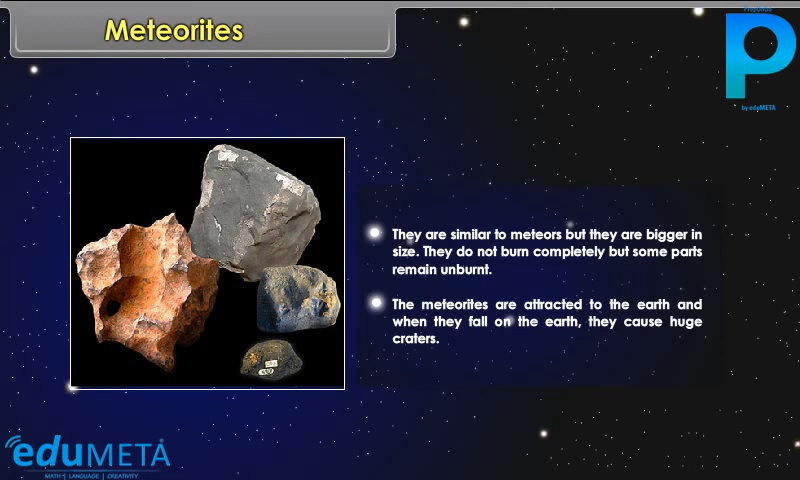 Meteorites
by eduMETA
They are similar to meteors but they are bigger in
size. They do not burn completely but some parts
remain unburnt.
The meteorites are attracted to the earth and
when they fall on the earth, they cause huge
craters.
eduMETA
MATH | LANGUAGE | CREATIVITY